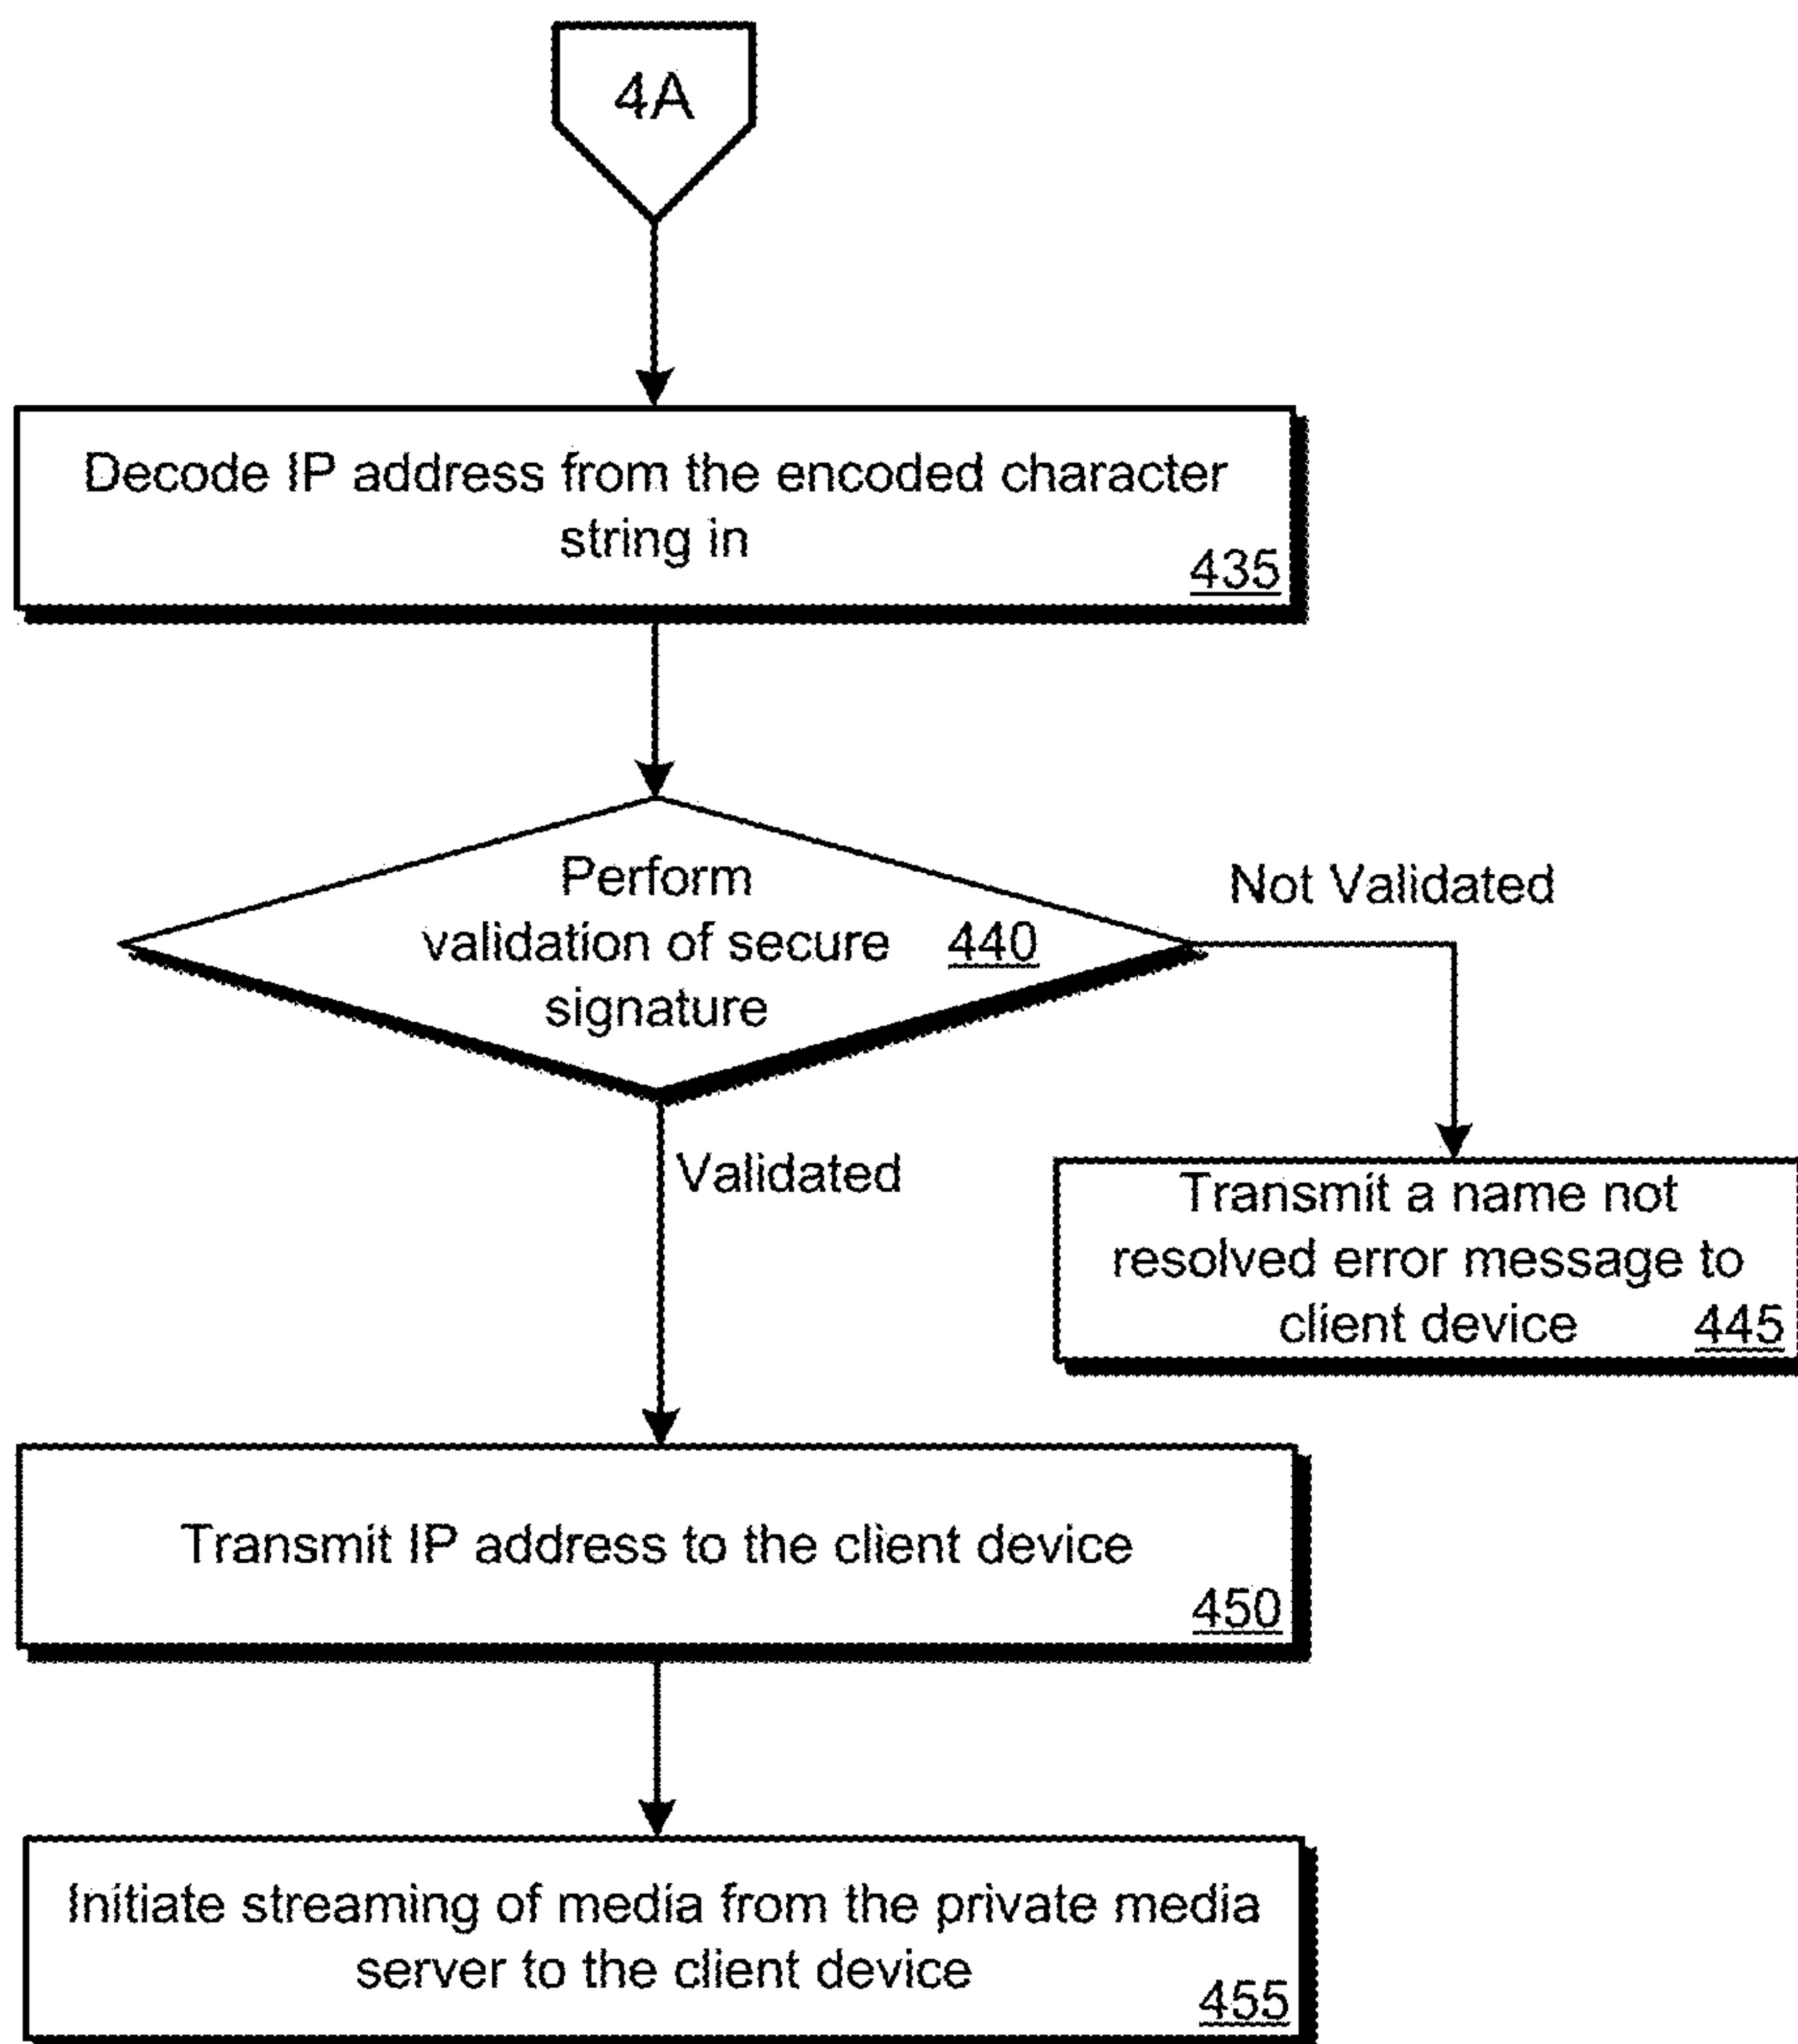 4A
Decode IP address from the encoded character
string in
435
Perform
validation of secure
signature
440
Not Validated
Validated
Transmit a name not
resolved error message to
client device
445
Transmit IP address to the client device
450
Initiate streaming of media from the private media
server to the client device
455